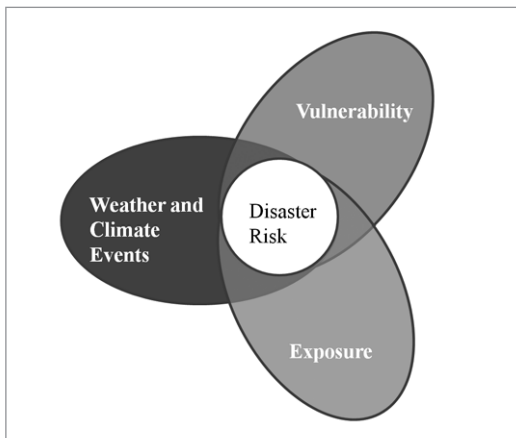 Vulnerability
Weather and
Climate
Events
Disaster
Risk
Exposure